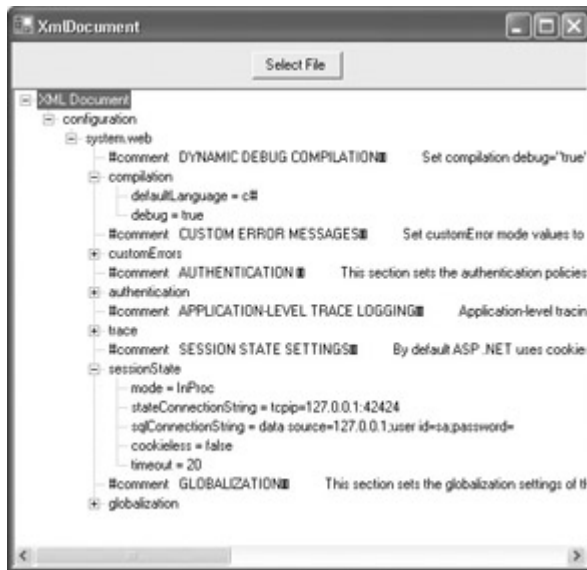 XmlDocument
Select File
XML Document
configuration
system.web
#comment DYNAMIC DEBUG COMPILATION Set compilation debug="true"
compilation
defaultLanguage = c#
debug = true
#comment CUSTOM ERROR MESSAGES Set customError mode values to
customErrors
#comment AUTHENTICATION This section sets the authentication policies
authentication
#comment APPLICATION-LEVEL TRACE LOGGING Application-level tracin
trace
#comment SESSION STATE SETTINGS By default ASP .NET uses cookie
sessionState
mode = InProc
stateConnectionString = tcpip=127.0.0.1:42424
sqlConnectionString = data source=127.0.0.1;user id=sa;password=
cookieless = false
timeout = 20
#comment GLOBALIZATION This section sets the globalization settings of th
globalization